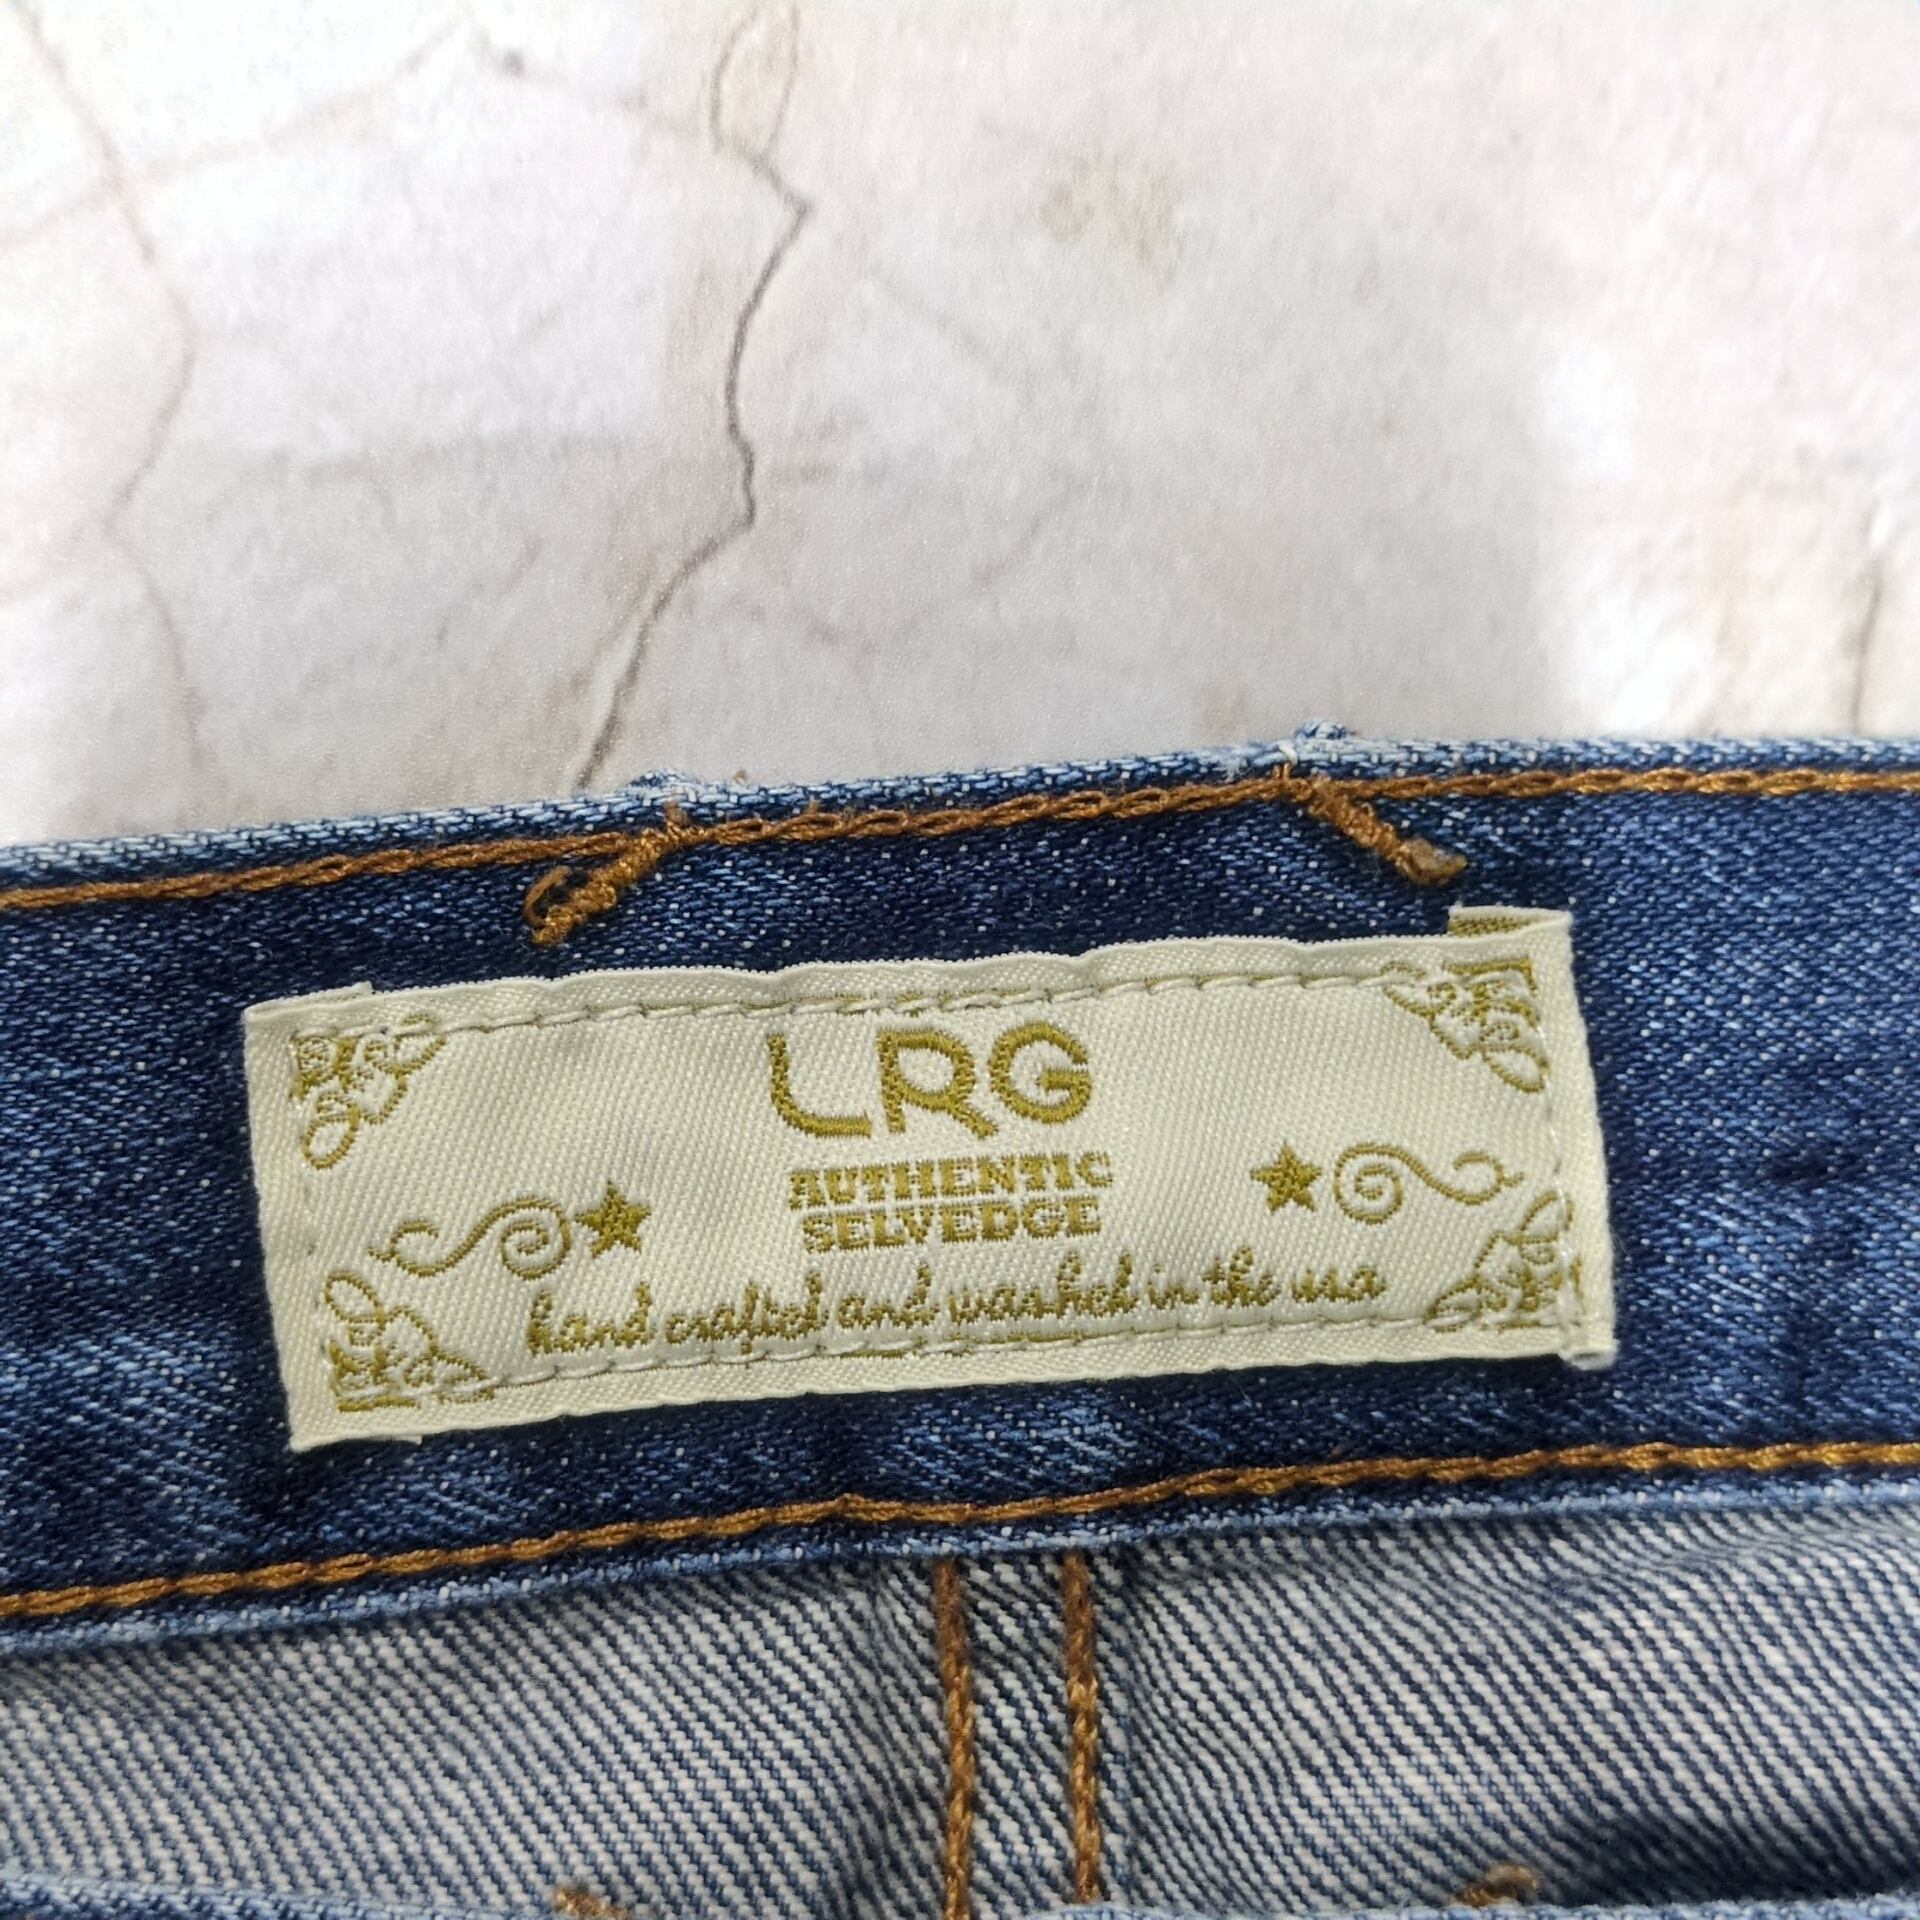 LRG
AUTHENTIC
SELVEDGE
hand crafted and washed in the usa